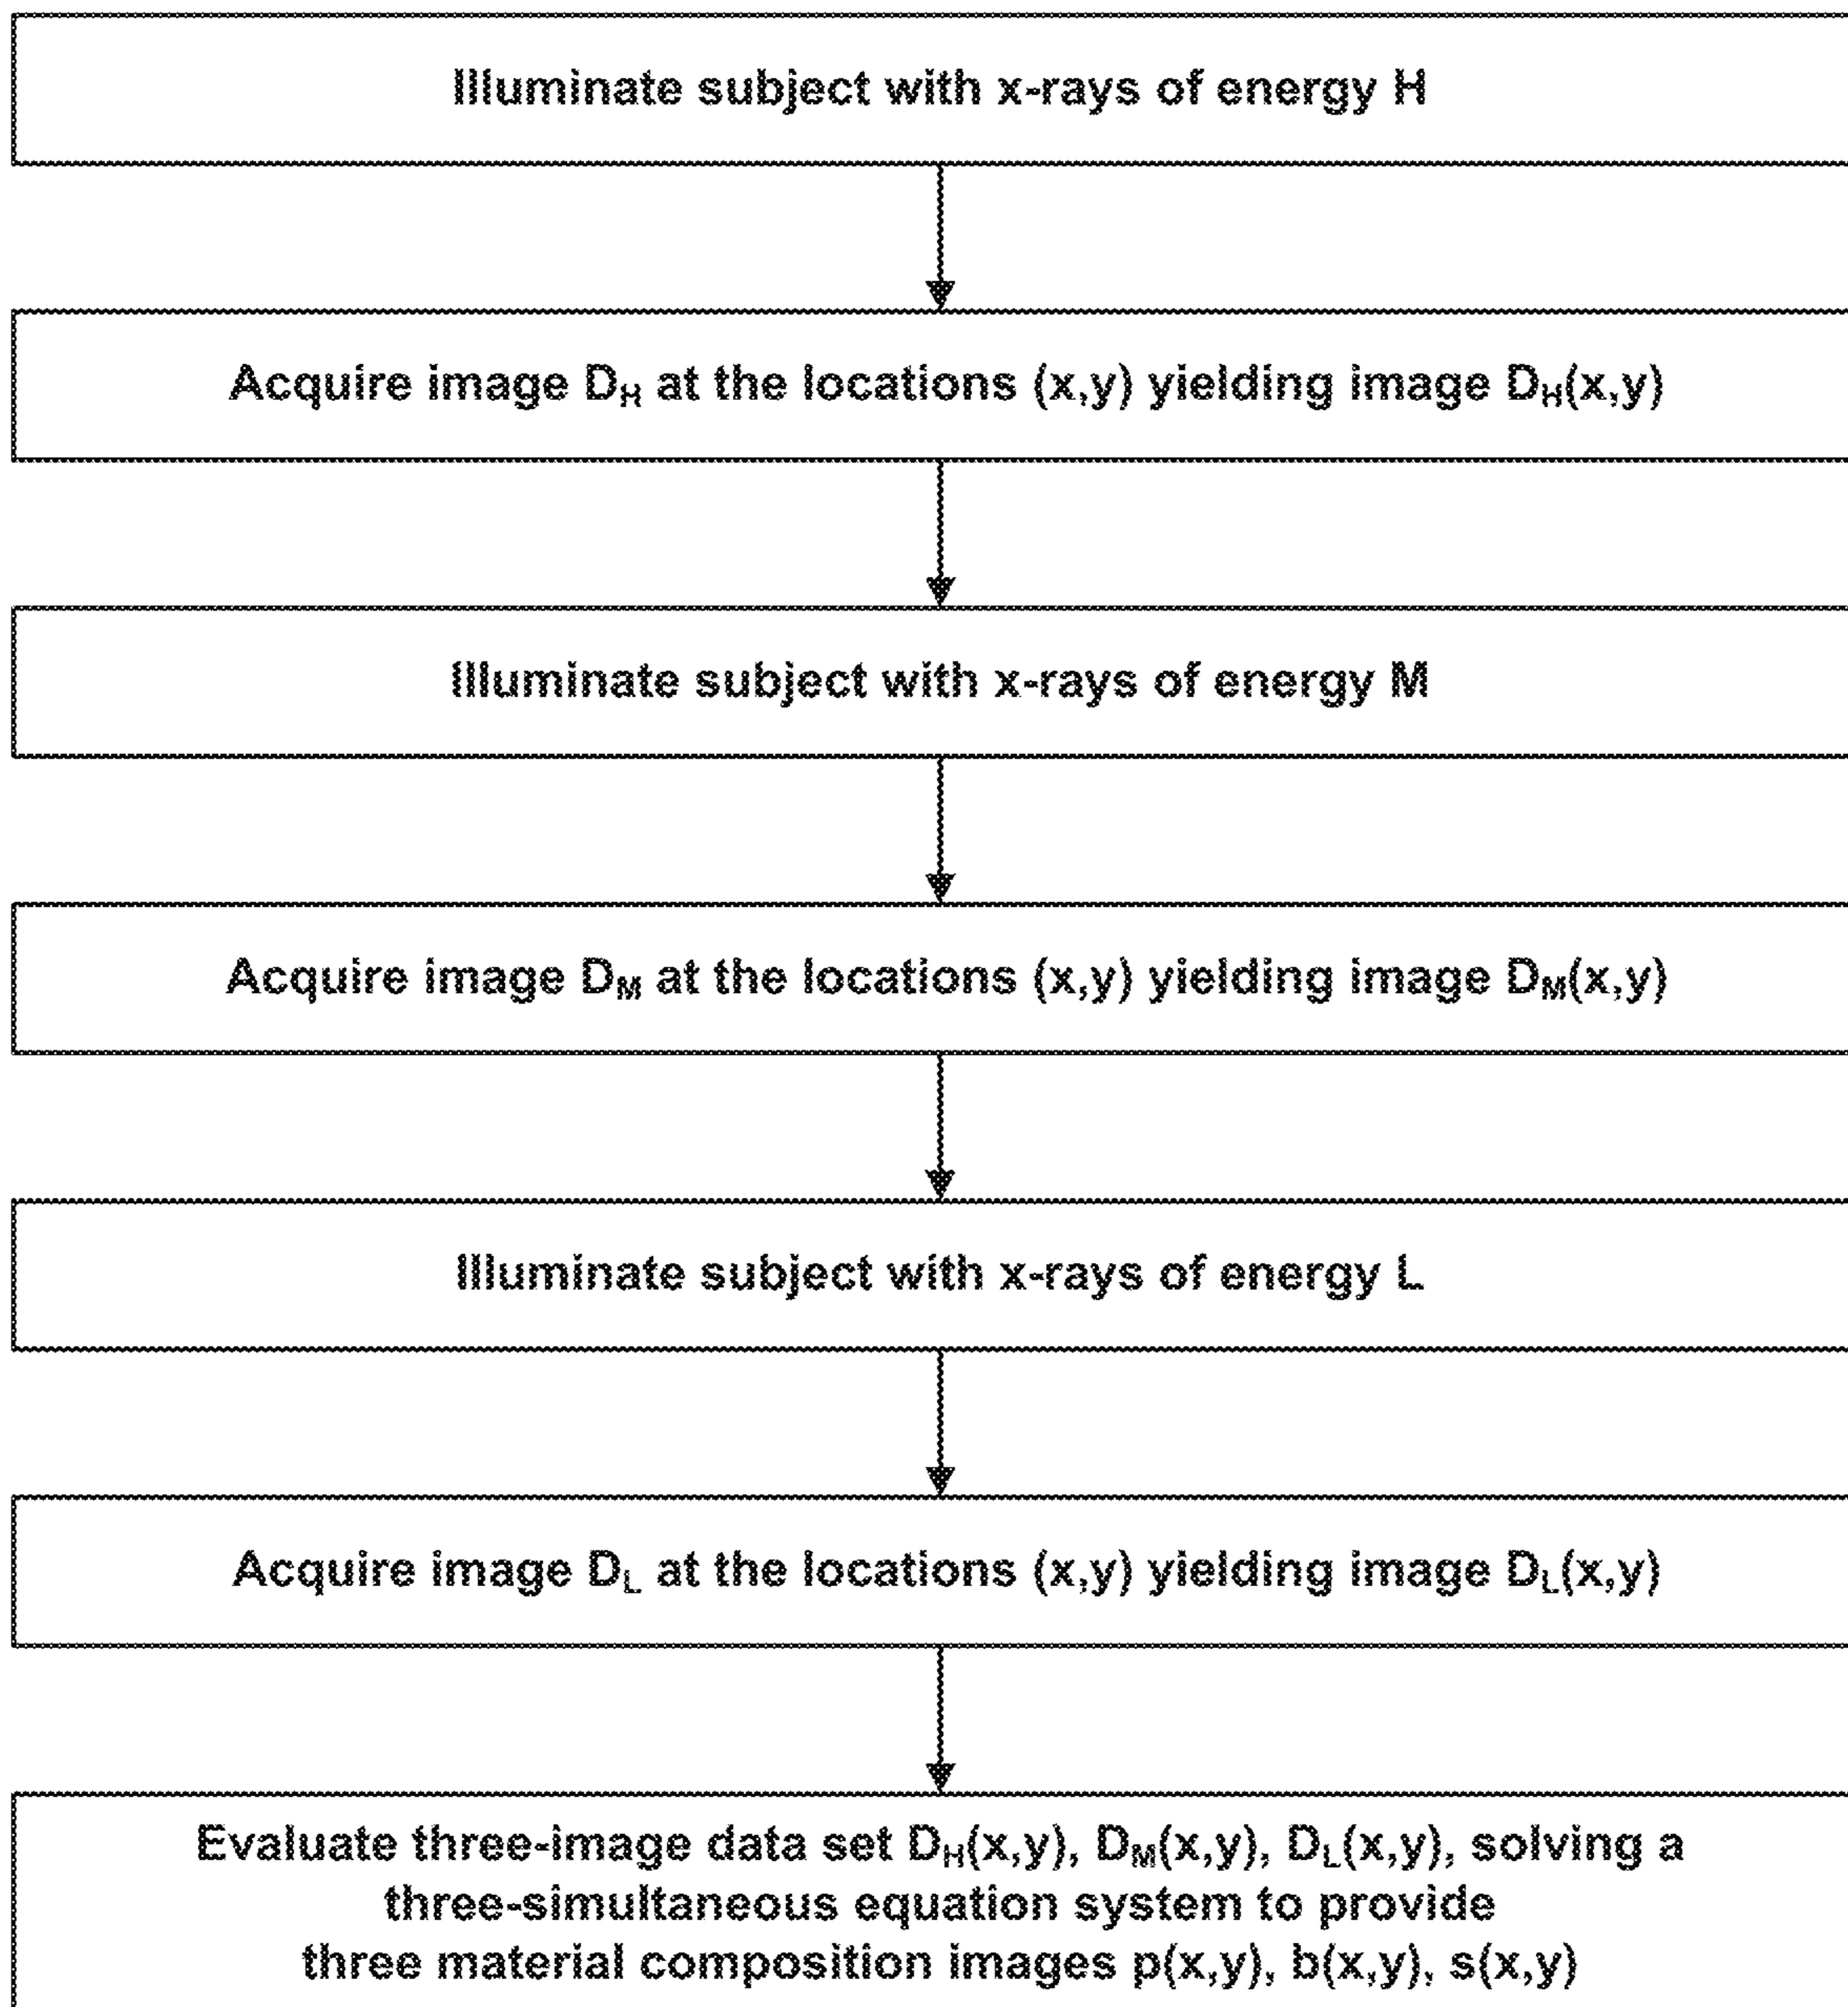 Illuminate subject with x-rays of energy H
Acquire image D_H at the locations (x,y) yielding image D_H(x,y)
Illuminate subject with x-rays of energy M
Acquire image D_M at the locations (x,y) yielding image D_M(x,y)
Illuminate subject with x-rays of energy L
Acquire image D_L at the locations (x,y) yielding image D_L(x,y)
Evaluate three-image data set D_H(x,y), D_M(x,y), D_L(x,y), solving a
three-simultaneous equation system to provide
three material composition images p(x,y), b(x,y), s(x,y)